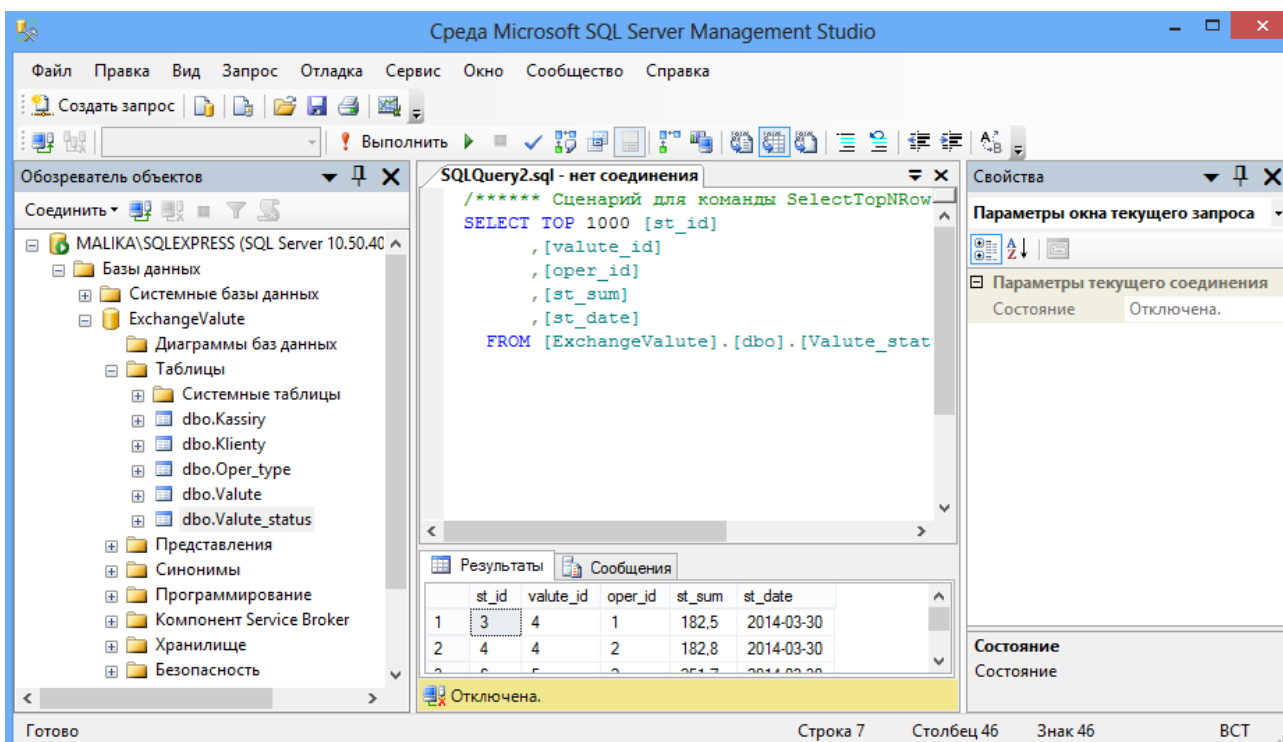 Среда Microsoft SQL Server Management Studio
Файл Правка Вид Запрос Отладка Сервис Окно Сообщество Справка
Создать запрос
Выполнить
Обозреватель объектов
Соединить
MALIKA\SQLEXPRESS (SQL Server 10.50.40
Базы данных
Системные базы данных
ExchangeValute
Диаграммы баз данных
Таблицы
Системные таблицы
dbo.Kassiry
dbo.Klienty
dbo.Oper_type
dbo.Valute
dbo.Valute_status
Представления
Синонимы
Программирование
Компонент Service Broker
Хранилище
Безопасность
SQLQuery2.sql - нет соединения
/****** Сценарий для команды SelectTopNRow
SELECT TOP 1000 [st_id]
,[valute_id]
,[oper_id]
,[st_sum]
,[st_date]
FROM [ExchangeValute].[dbo].[Valute_stat
Результаты Сообщения
st_id valute_id oper_id st_sum st_date
1 3 4 1 182,5 2014-03-30
2 4 4 2 182,8 2014-03-30
Отключена.
Свойства
Параметры окна текущего запроса
Параметры текущего соединения
Состояние Отключена.
Состояние
Состояние
Готово Строка 7 Столбец 46 Знак 46 ВСТ